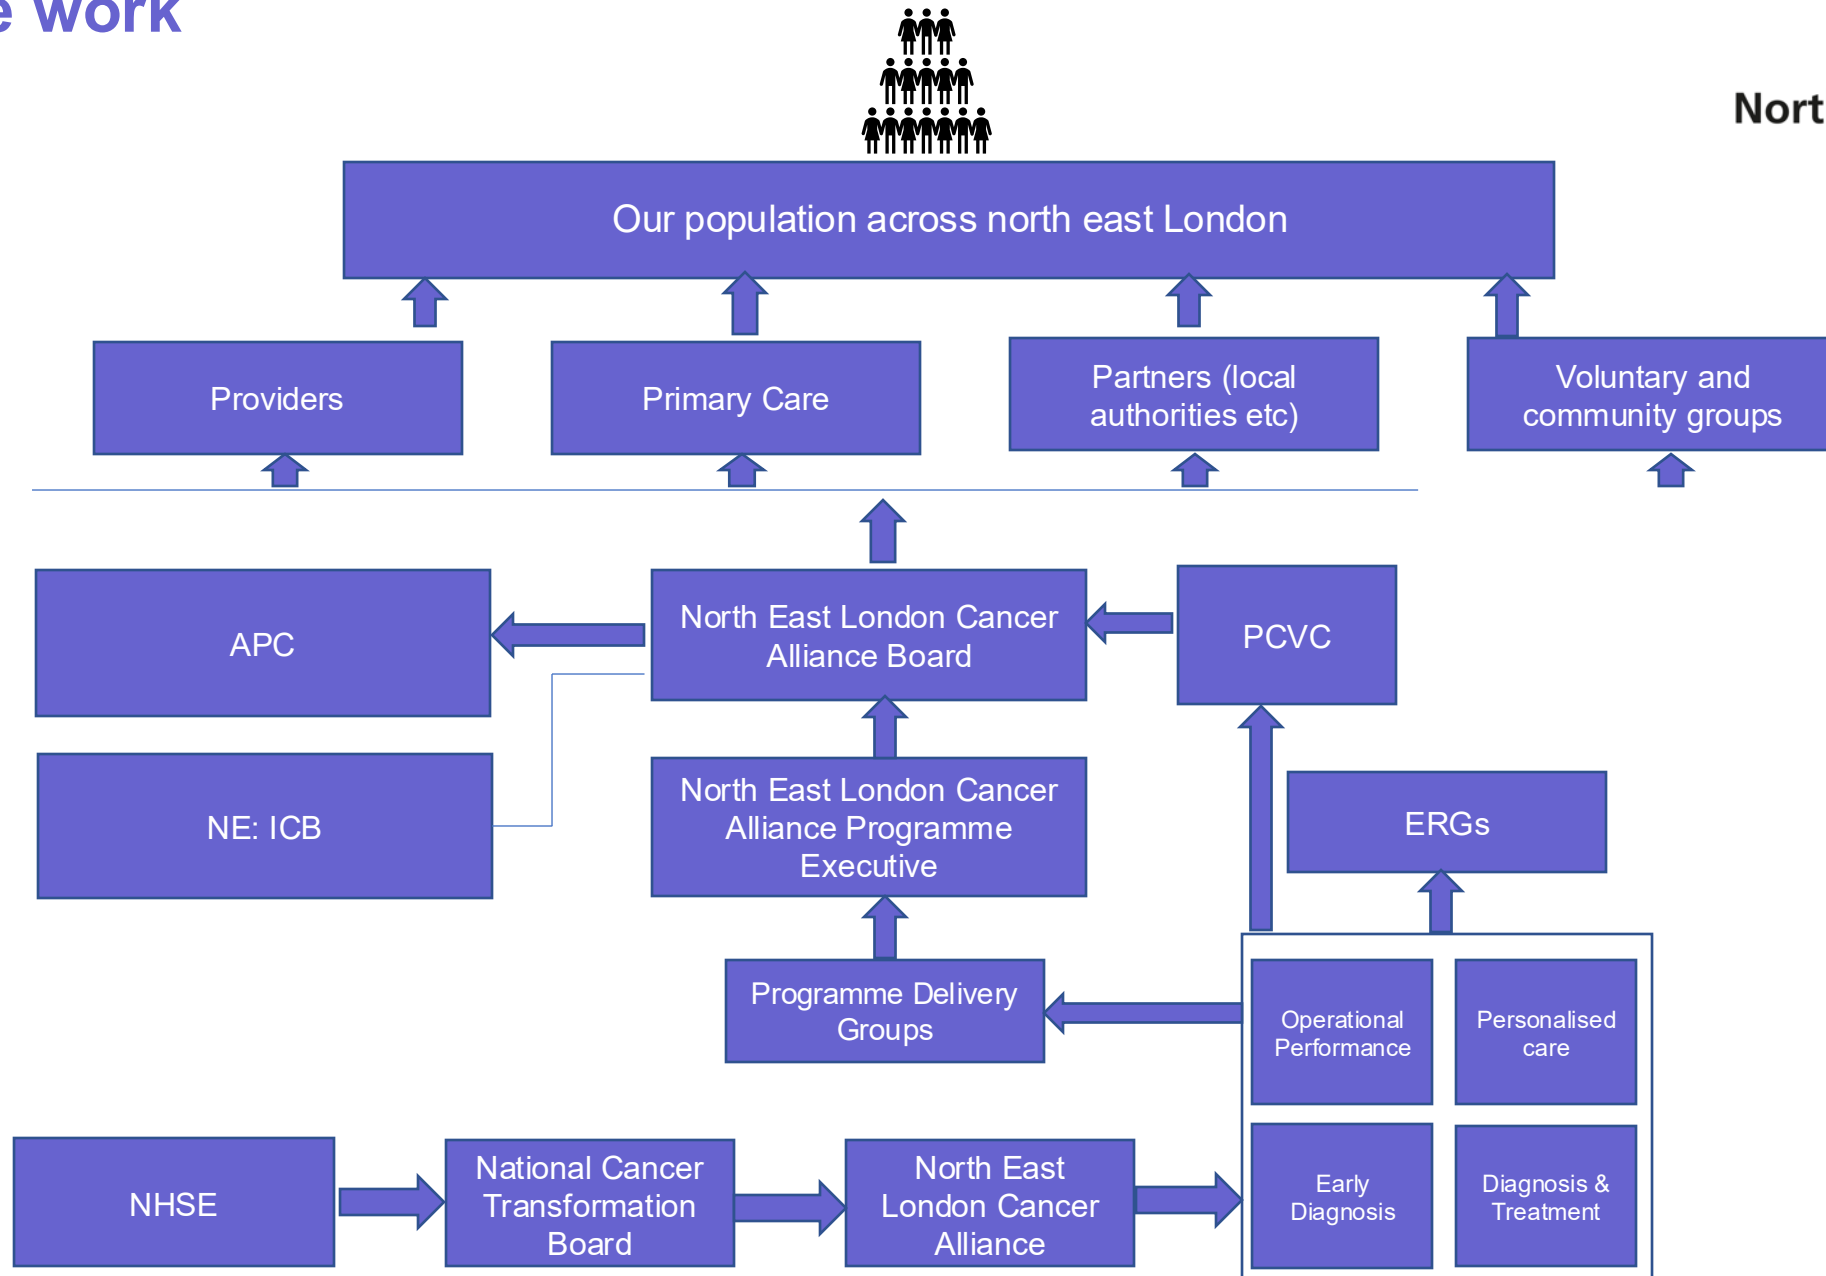 e work
Nort
Our population across north east London
Providers
Primary Care
Partners (local
authorities etc)
Voluntary and
community groups
APC
North East London Cancer
Alliance Board
PCVC
NE: ICB
North East London Cancer
Alliance Programme
Executive
ERGs
Programme Delivery
Groups
Operational
Performance
Personalised
care
NHSE
National Cancer
Transformation
Board
North East
London Cancer
Alliance
Early
Diagnosis
Diagnosis &
Treatment